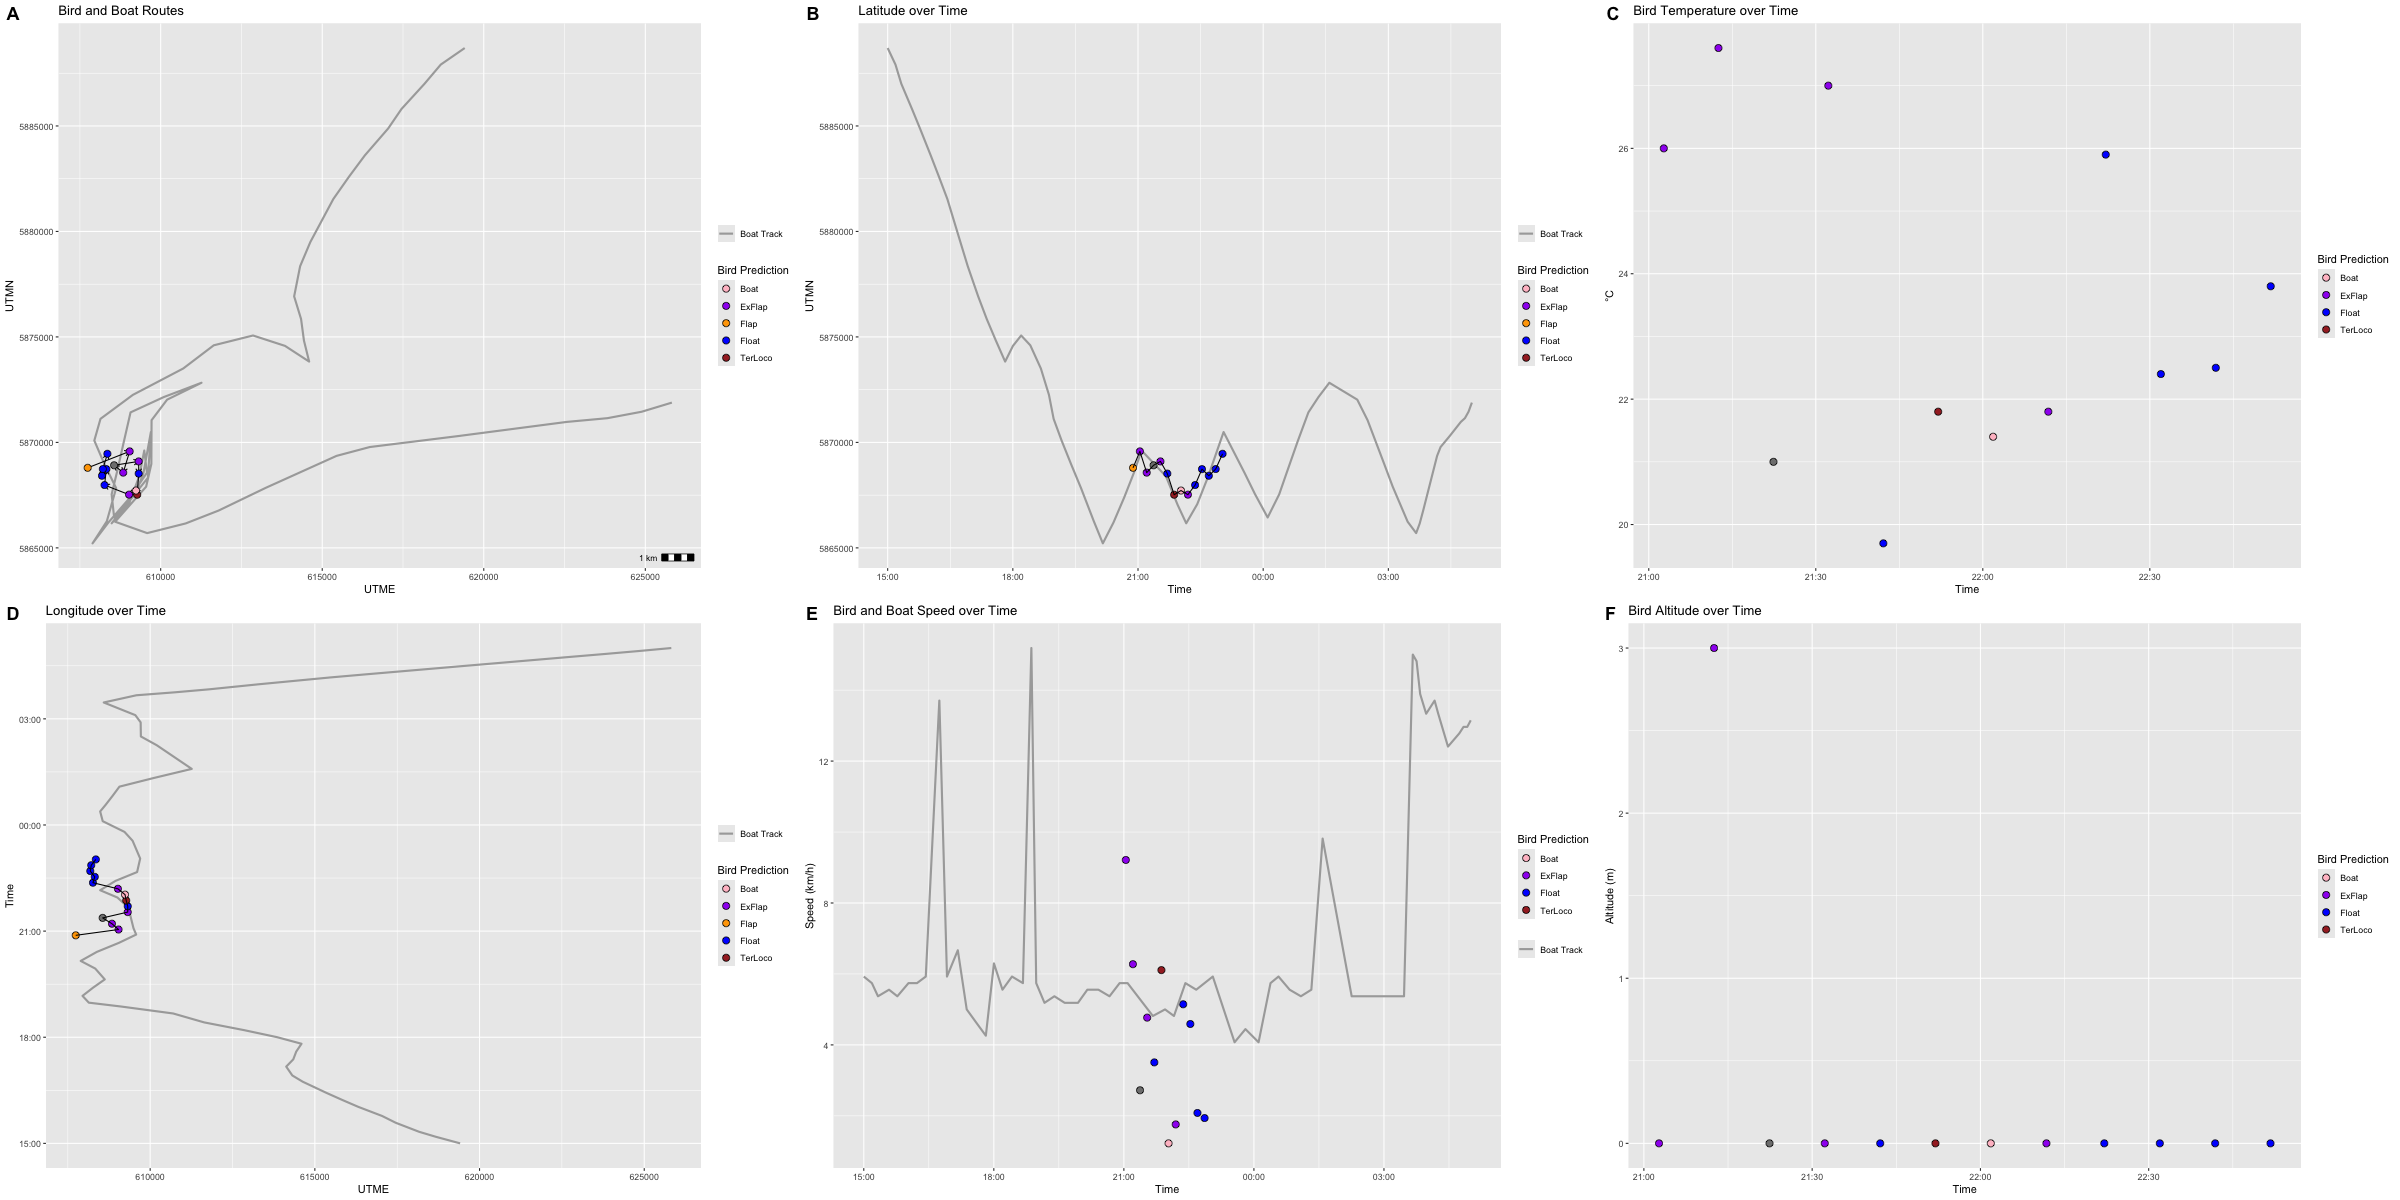 A Bird and Boat Routes
5885000
5880000
5875000
5870000
5865000
UTMN
610000 615000 620000 625000
UTME
1 km
Boat Track
Bird Prediction
Boat
ExFlap
Flap
Float
TerLoco
B Latitude over Time
5885000
5880000
5875000
5870000
5865000
UTMN
15:00 18:00 21:00 00:00 03:00
Time
Boat Track
Bird Prediction
Boat
ExFlap
Flap
Float
TerLoco
C Bird Temperature over Time
26
24
22
20
°C
21:00 21:30 22:00 22:30
Time
Bird Prediction
Boat
ExFlap
Float
TerLoco
D Longitude over Time
03:00
00:00
21:00
18:00
15:00
Time
610000 615000 620000 625000
UTME
Boat Track
Bird Prediction
Boat
ExFlap
Flap
Float
TerLoco
E Bird and Boat Speed over Time
12
8
4
Speed (km/h)
15:00 18:00 21:00 00:00 03:00
Time
Bird Prediction
Boat
ExFlap
Float
TerLoco
Boat Track
F Bird Altitude over Time
3
2
1
0
Altitude (m)
21:00 21:30 22:00 22:30
Time
Bird Prediction
Boat
ExFlap
Float
TerLoco